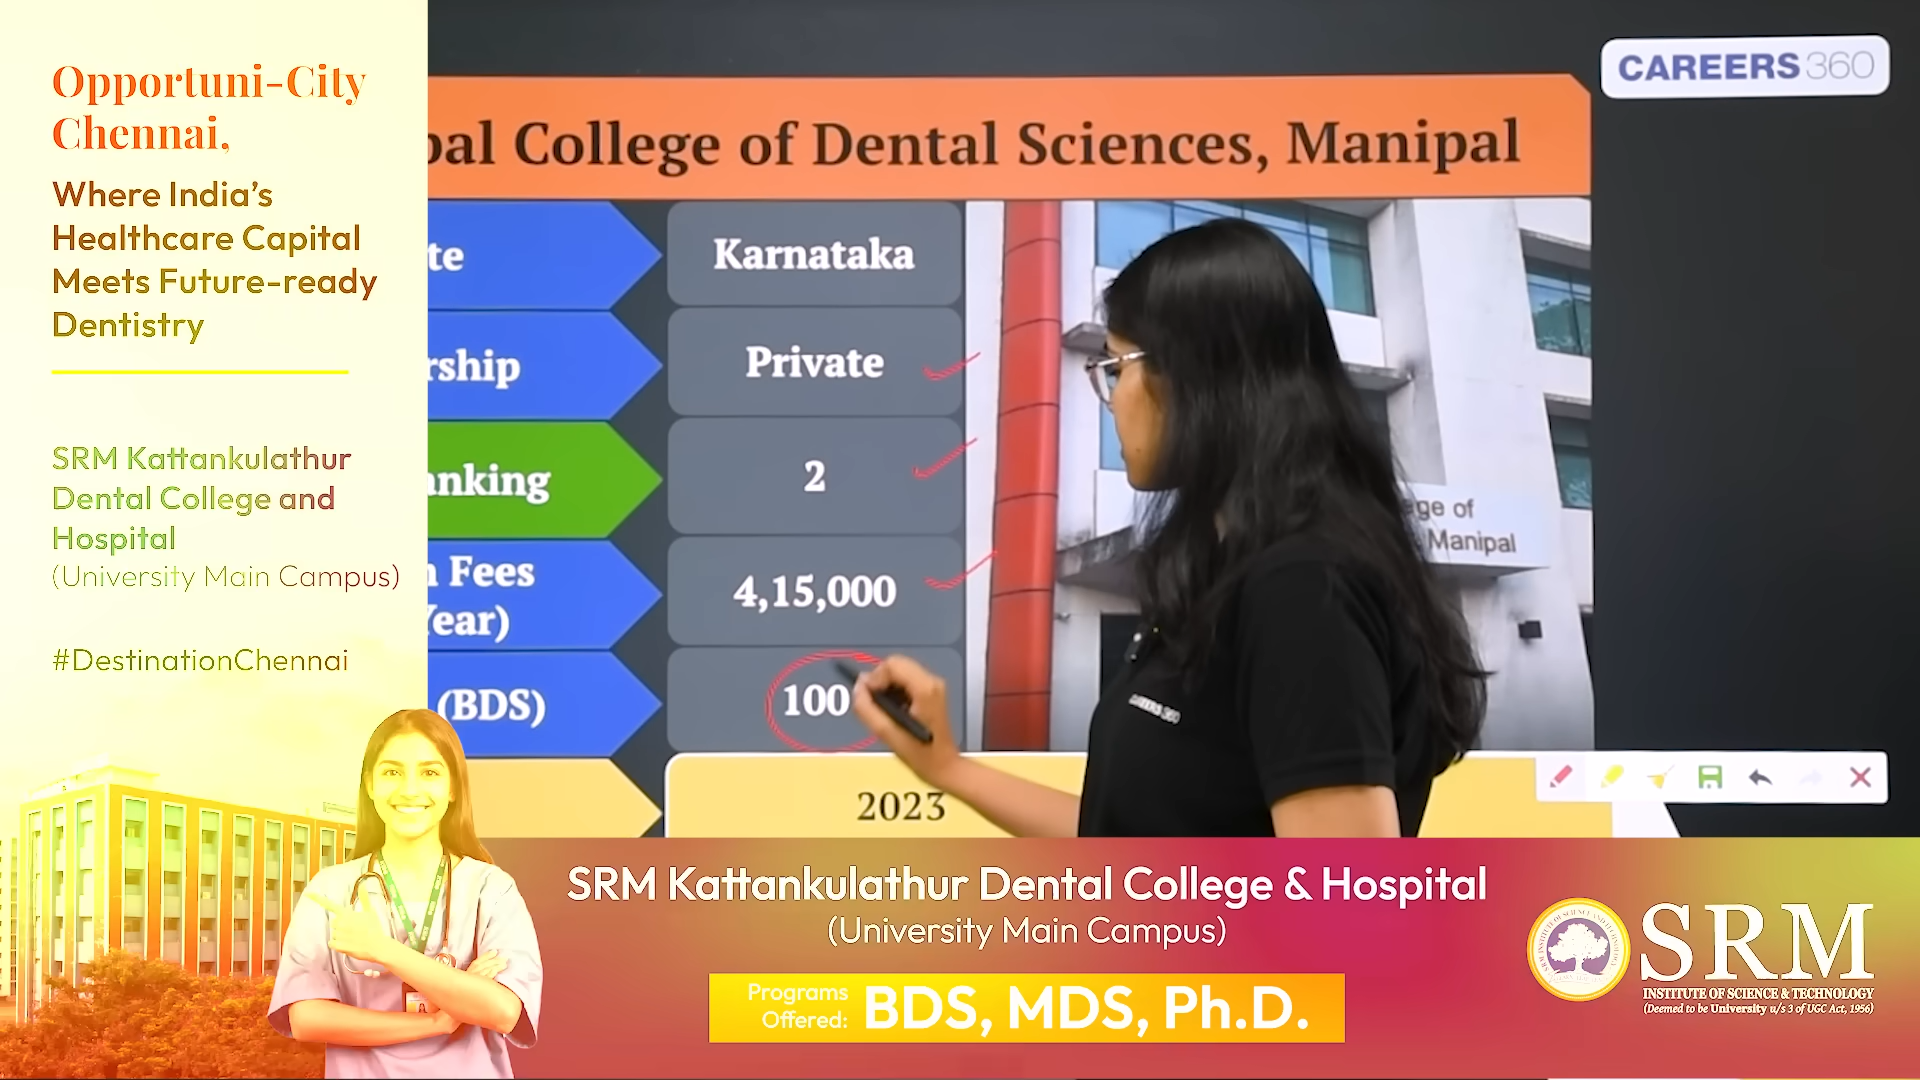 Opportuni-City
Chennai,
Where India's
Healthcare Capital
Meets Future-ready
Dentistry
SRM Kattankulathur
Dental College and
Hospital
(University Main Campus)
#DestinationChennai
CAREERS360
pal College of Dental Sciences, Manipal
te
Karnataka
rship
Private
anking
2
n Fees
4,15,000
Year)
(BDS)
100
2023
ge of
Manipal
CAREERS360
SRM Kattankulathur Dental College & Hospital
(University Main Campus)
Programs
Offered:
BDS, MDS, Ph.D.
SRM
INSTITUTE OF SCIENCE & TECHNOLOGY
(Deemed to be University u/s 3 of UGC Act, 1956)